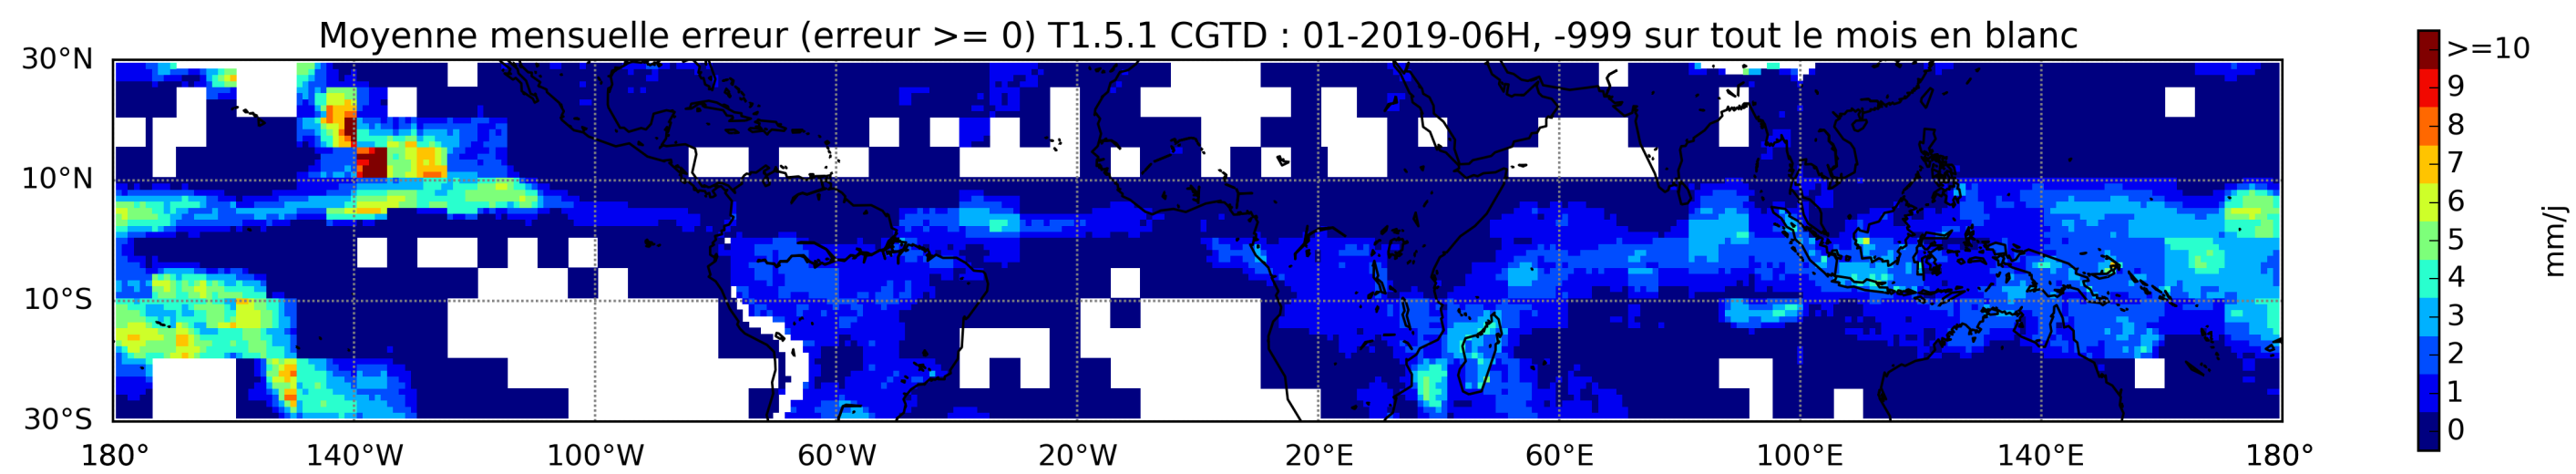 Moyenne mensuelle erreur (erreur >= 0) T1.5.1 CGTD : 01-2019-06H, -999 sur tout le mois en blanc
30°N
10°N
10°S
30°S
180° 140°W 100°W 60°W 20°W 20°E 60°E 100°E 140°E 180°
>=10
9
8
7
6
5
4
3
2
1
0
mm/j